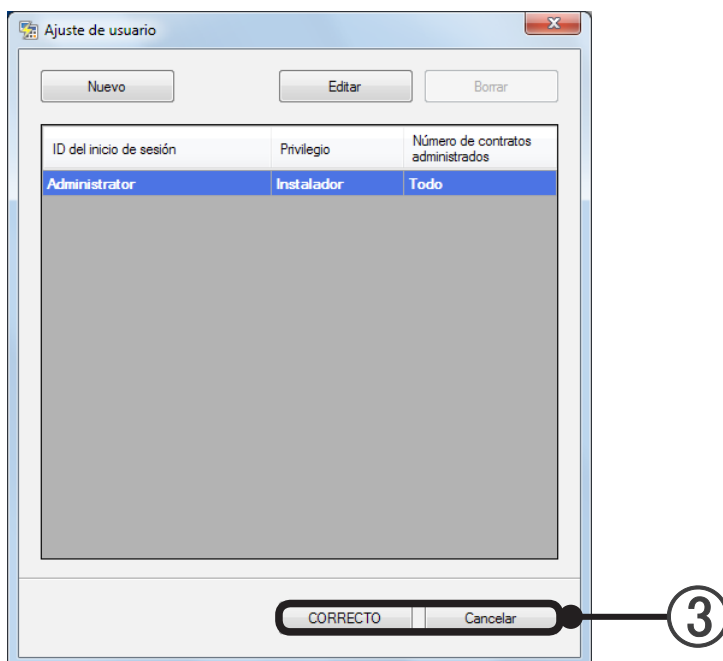 Ajuste de usuario
Nuevo Editar Borrar
ID del inicio de sesión Privilegio Número de contratos
administrados
Administrator Instalador Todo
CORRECTO Cancelar
3